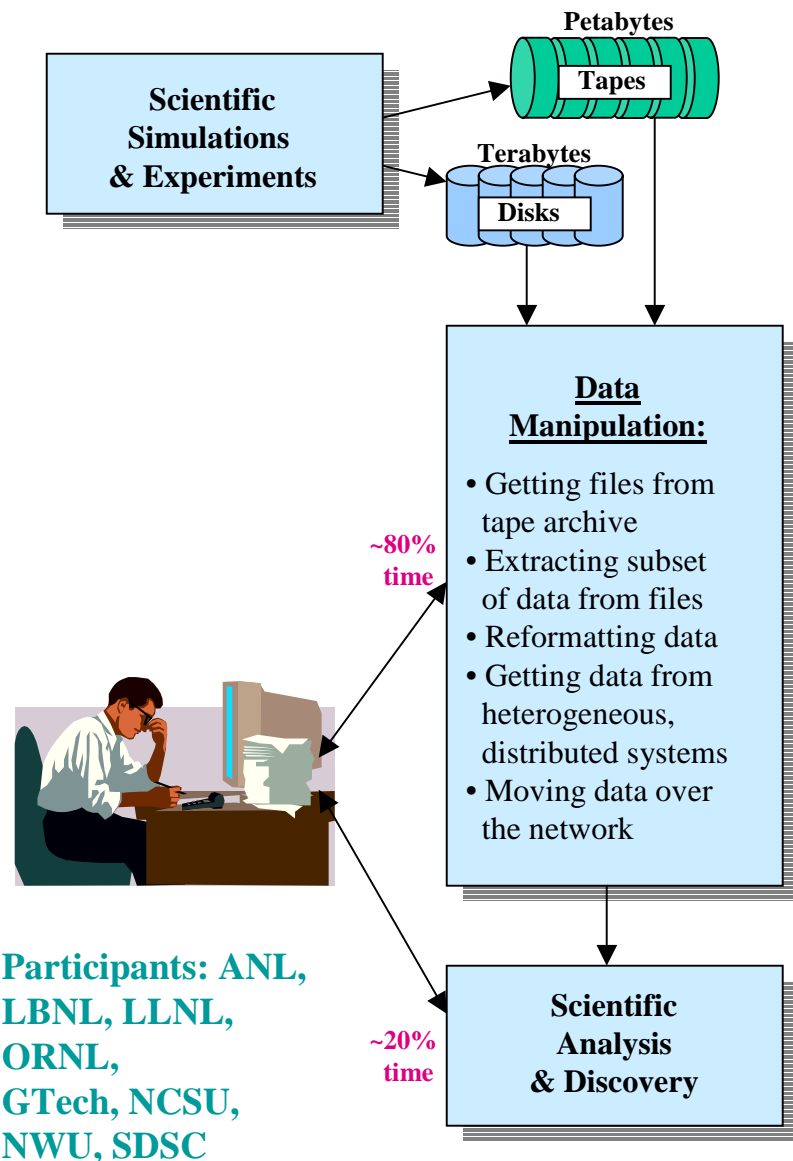 Petabytes
Tapes
Scientific
Simulations
& Experiments
Terabytes
Disks
Data
Manipulation:
• Getting files from
tape archive
• Extracting subset
of data from files
• Reformatting data
• Getting data from
heterogeneous,
distributed systems
• Moving data over
the network
~80%
time
Participants: ANL,
LBNL, LLNL,
ORNL,
GTech, NCSU,
NWU, SDSC
~20%
time
Scientific
Analysis
& Discovery